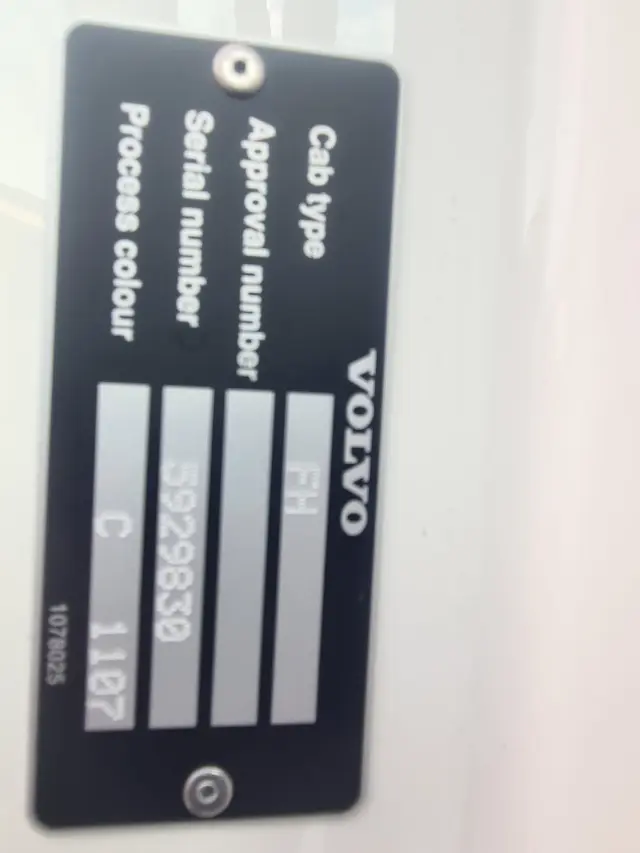 VOLVO
Cab type FH
Approval number
Serial number 5929830
Process colour C 1107
1078025